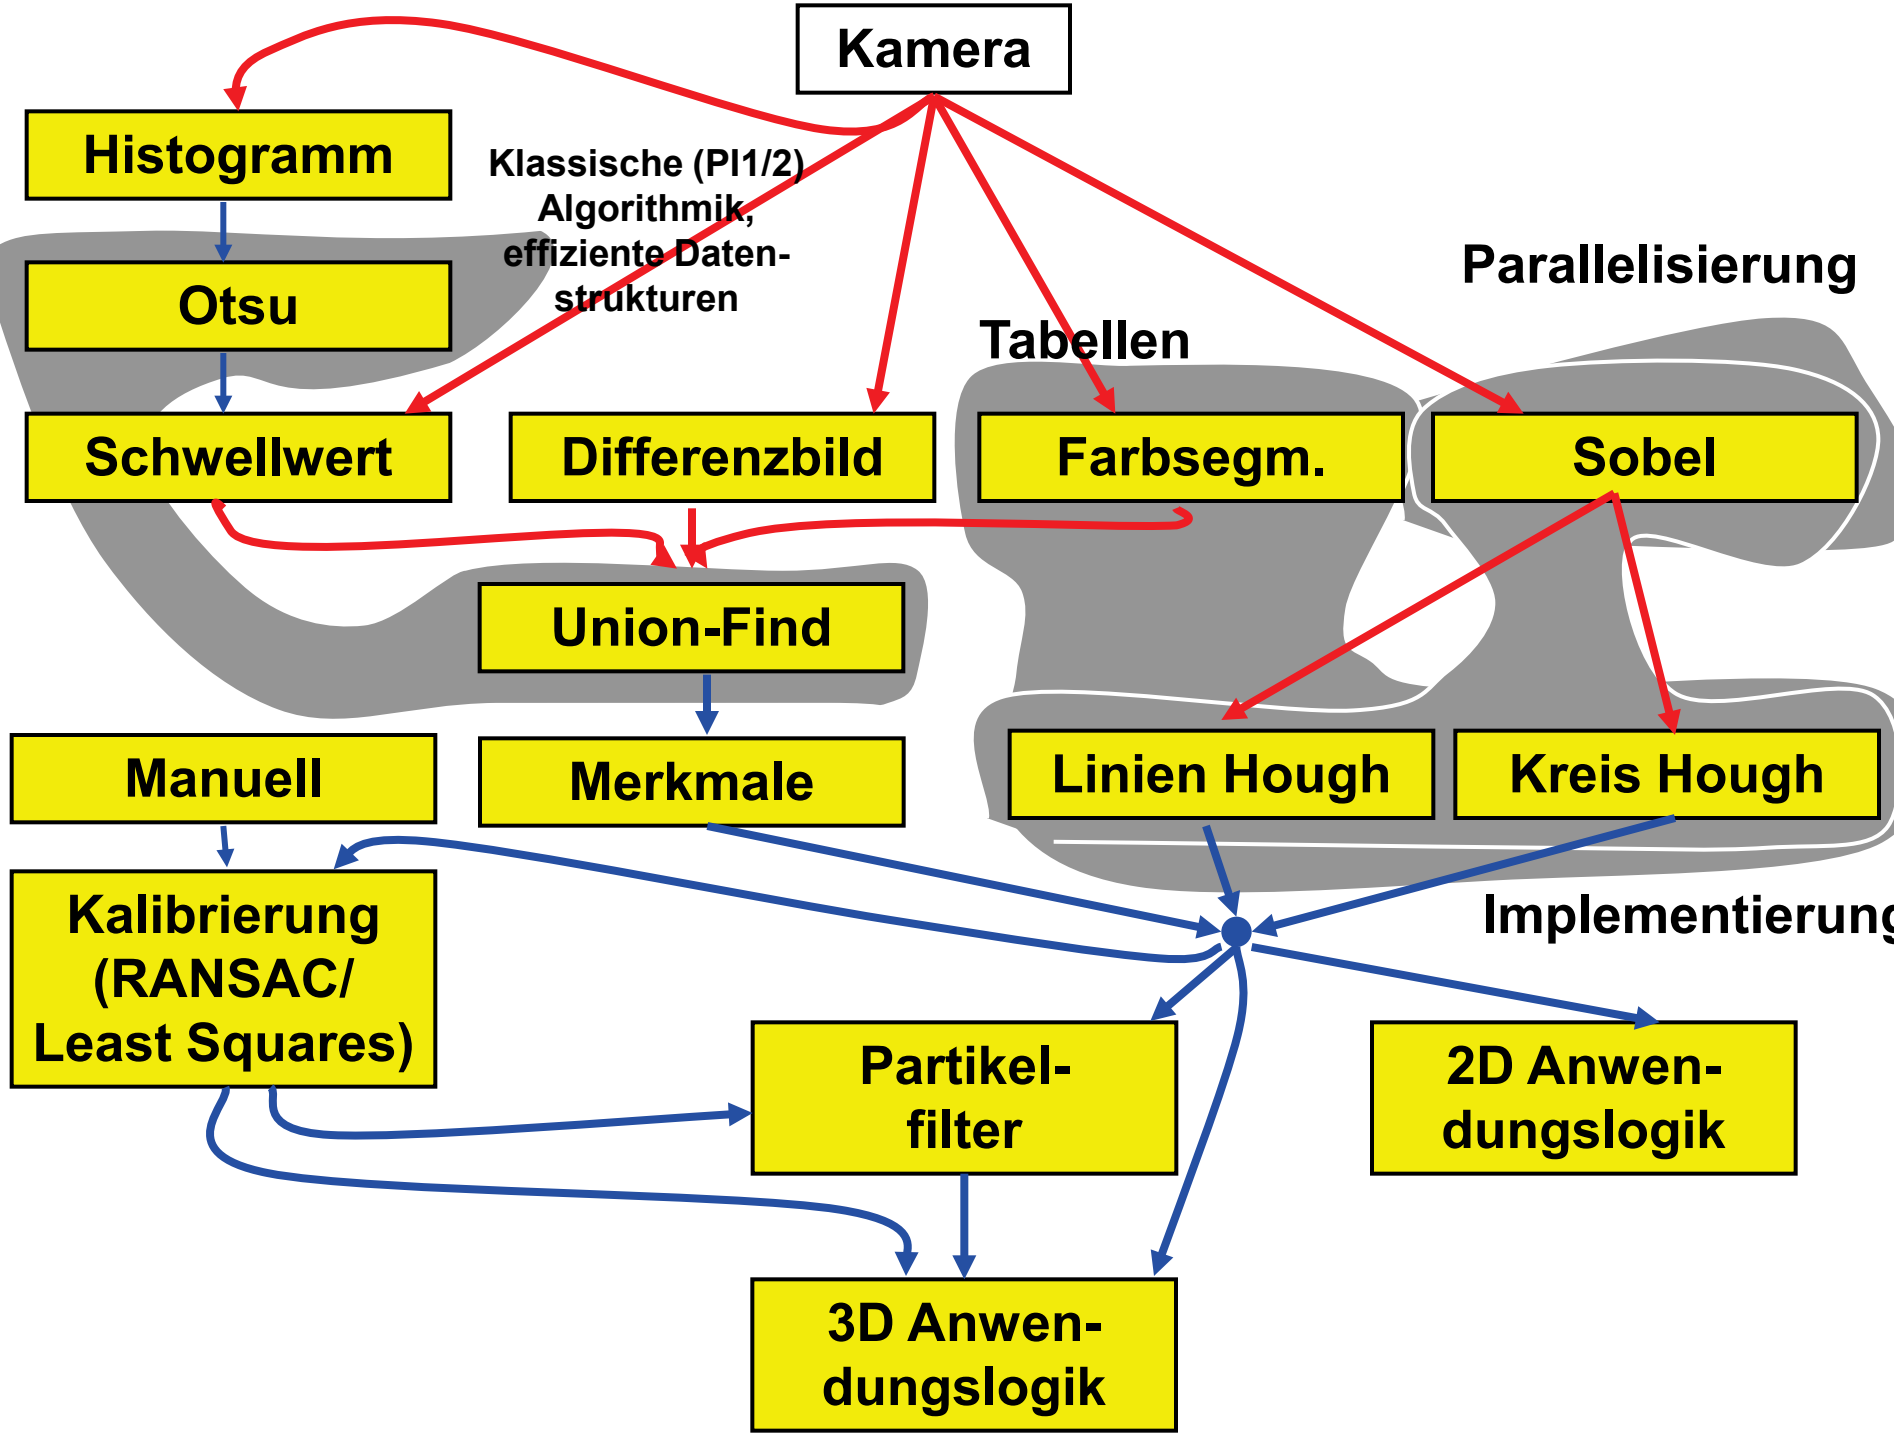 Kamera
Histogramm
Klassische (PI1/2)
Algorithmik,
effiziente Daten-
strukturen
Parallelisierung
Otsu
Tabellen
Schwellwert
Differenzbild
Farbsegm.
Sobel
Union-Find
Manuell
Merkmale
Linien Hough
Kreis Hough
Kalibrierung
(RANSAC/
Least Squares)
Implementierung
Partikel-
filter
2D Anwen-
dungslogik
3D Anwen-
dungslogik